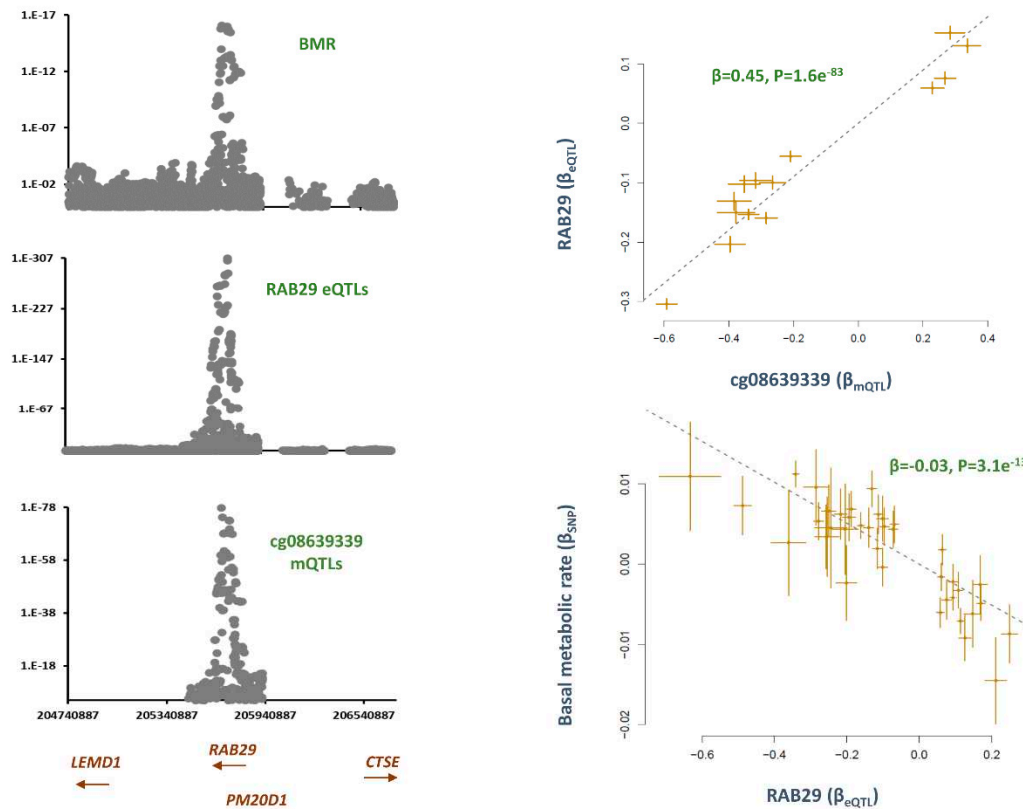 1.E-17
BMR
1.E-12
1.E-07
1.E-02
1.E-307
RAB29 eQTLs
1.E-227
1.E-147
1.E-67
1.E-78
cg08639339
mQTLs
1.E-58
1.E-38
1.E-18
204740887 205340887 205940887 206540887
LEMD1 RAB29 CTSE
PM20D1
β=0.45, P=1.6e-83
RAB29 (βeQTL)
0.1
0.0
−0.1
−0.2
−0.3
−0.6 −0.4 −0.2 0.0 0.2 0.4
cg08639339 (βmQTL)
β=-0.03, P=3.1e-13
Basal metabolic rate (βSNP)
0.01
0.00
−0.01
−0.02
−0.6 −0.4 −0.2 0.0 0.2
RAB29 (βeQTL)